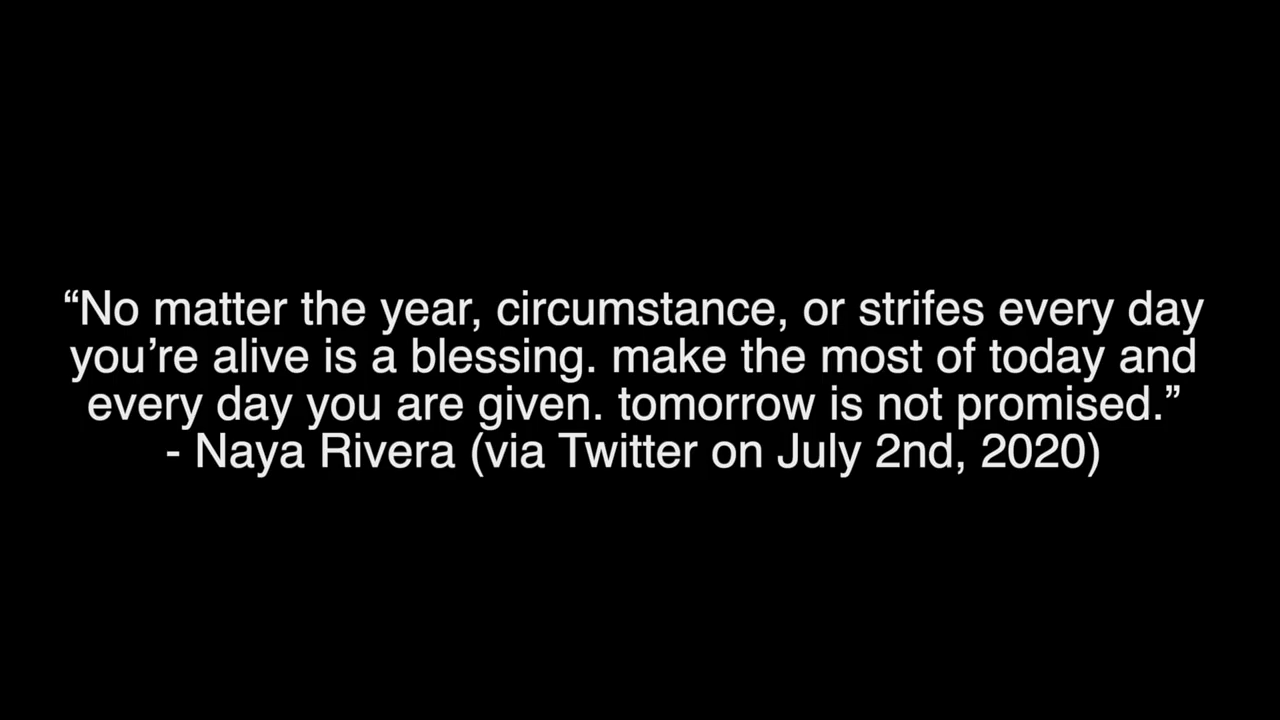 “No matter the year, circumstance, or strifes every day
you’re alive is a blessing. make the most of today and
every day you are given. tomorrow is not promised.”
- Naya Rivera (via Twitter on July 2nd, 2020)